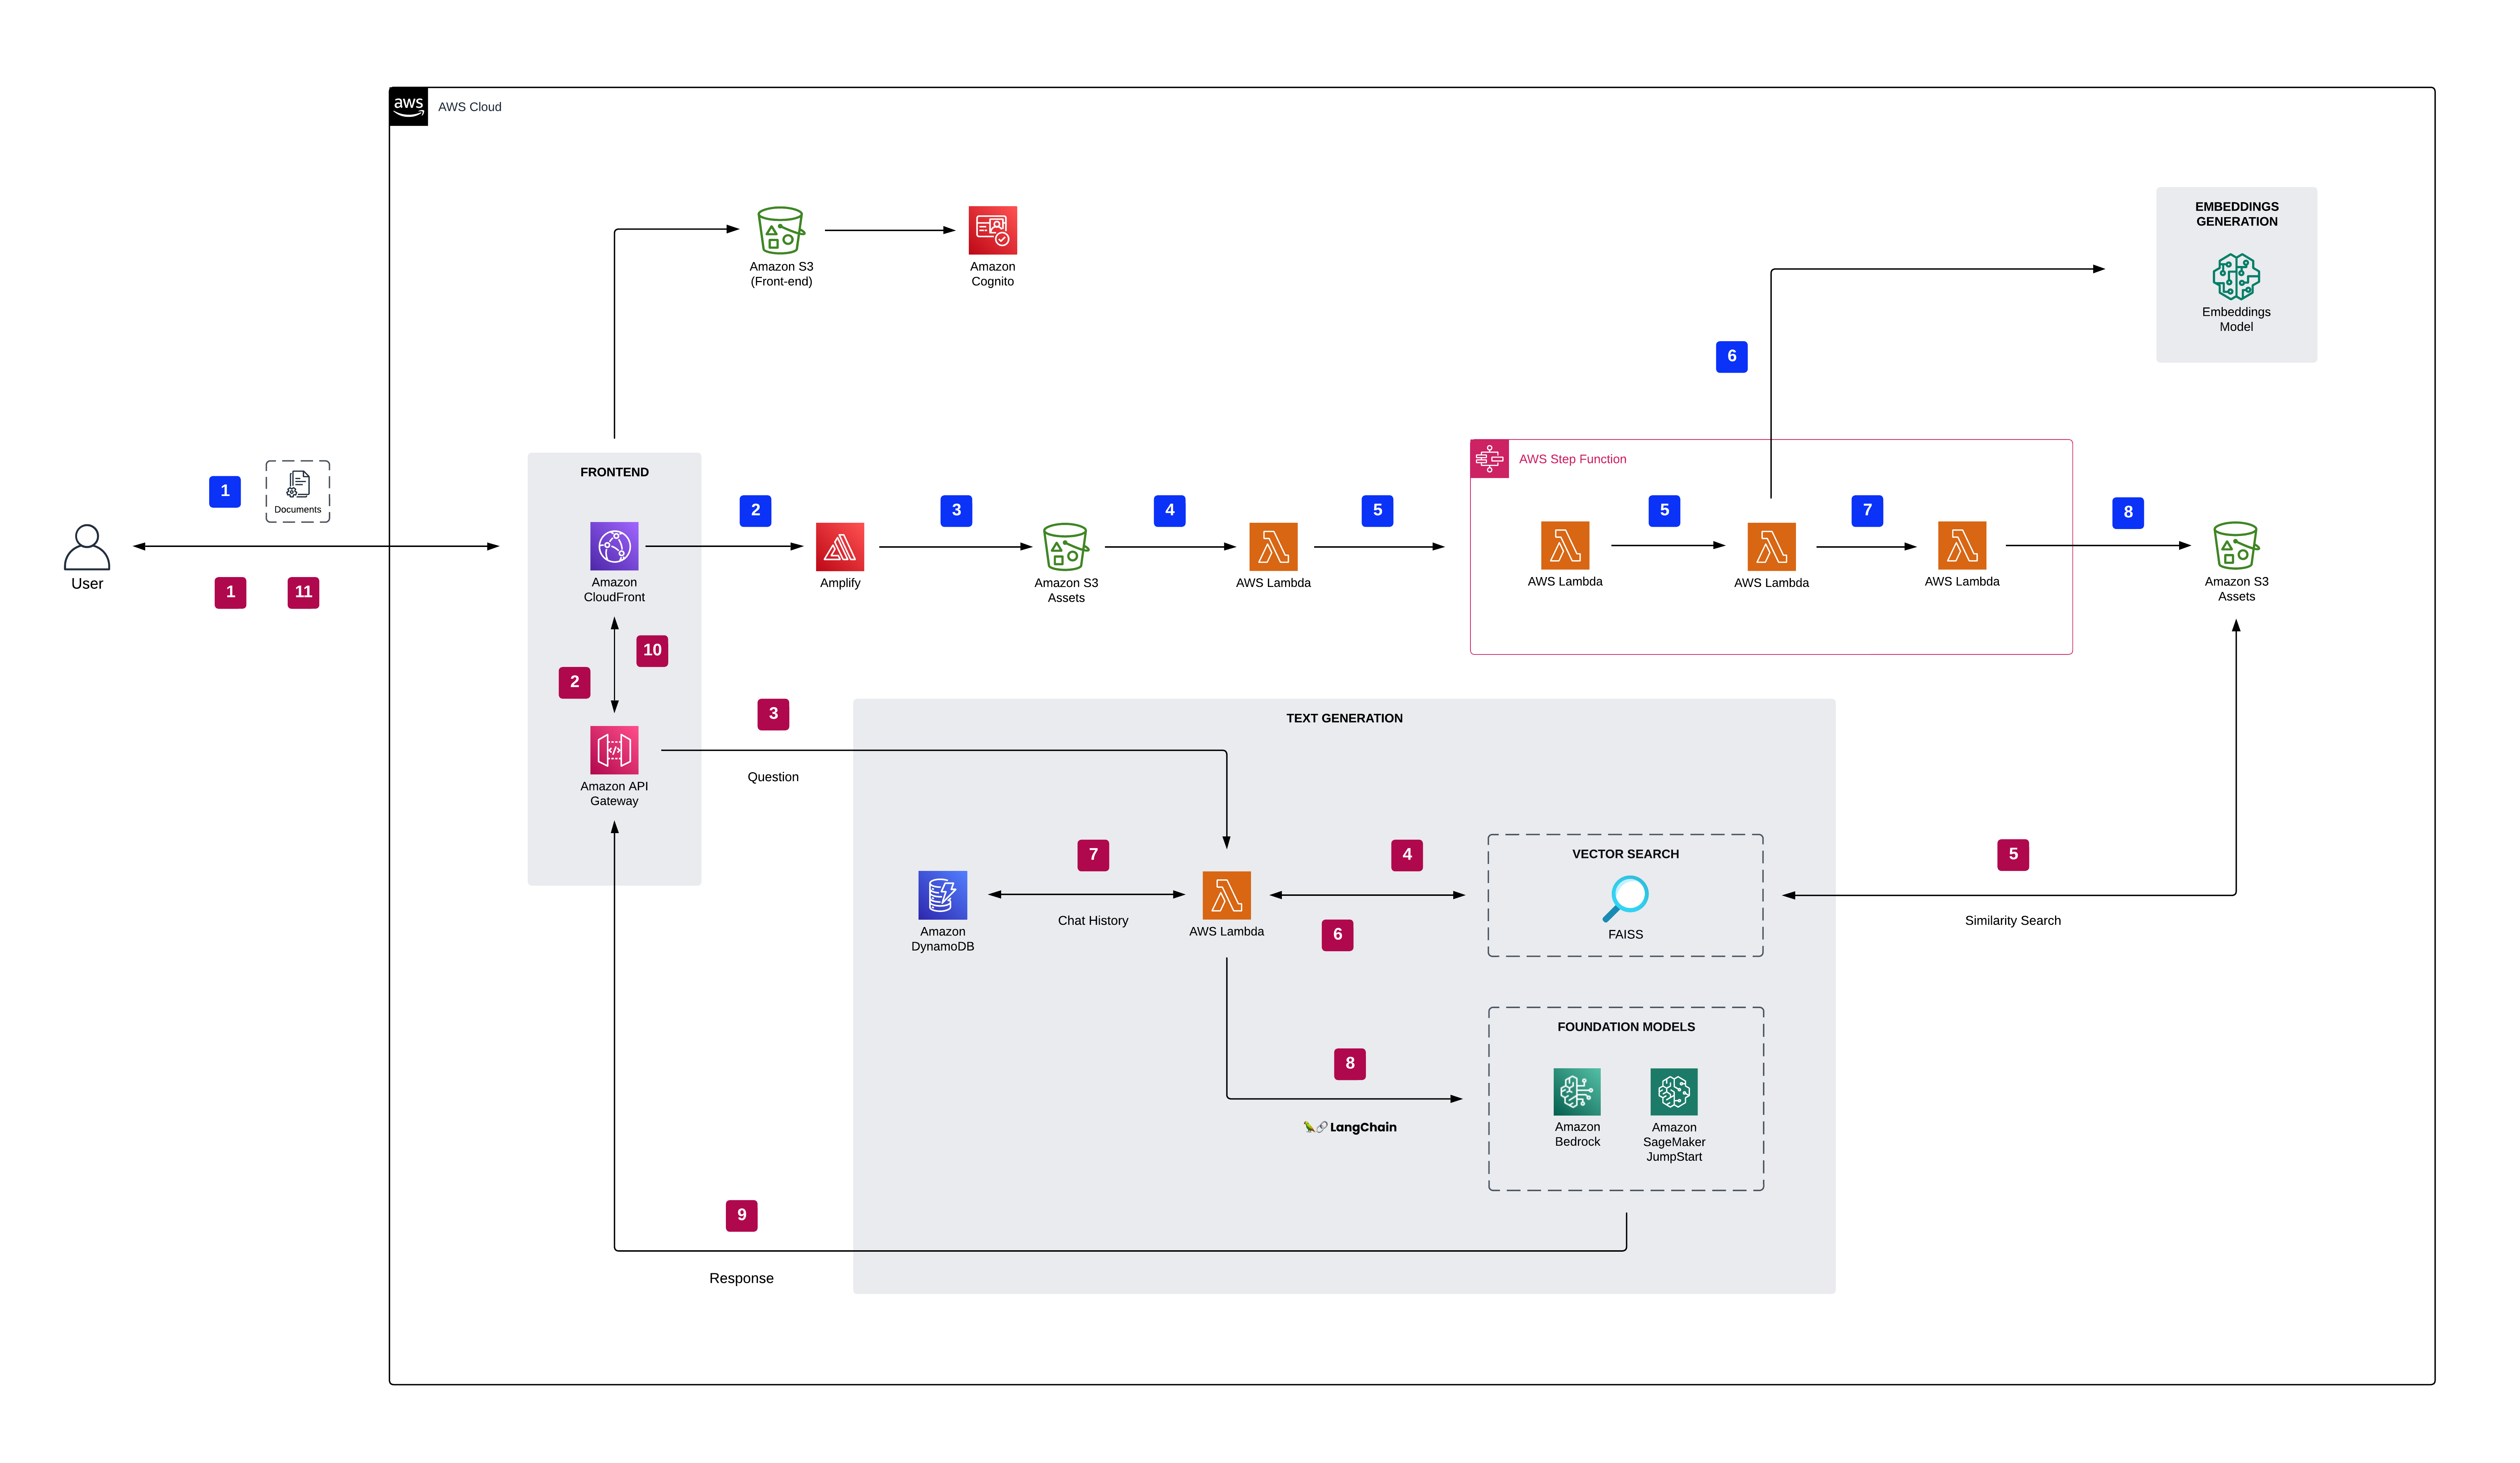 aws
AWS Cloud
EMBEDDINGS
GENERATION
Embeddings
Model
Amazon S3
(Front-end)
Amazon
Cognito
6
AWS Step Function
FRONTEND
1
Documents
2
3
4
5
5
7
8
User
Amazon
CloudFront
Amplify
Amazon S3
Assets
AWS Lambda
AWS Lambda
AWS Lambda
AWS Lambda
Amazon S3
Assets
1
11
10
2
3
TEXT GENERATION
Amazon API
Gateway
Question
7
4
VECTOR SEARCH
5
Amazon
DynamoDB
Chat History
AWS Lambda
6
FAISS
Similarity Search
FOUNDATION MODELS
8
LangChain
Amazon
Bedrock
Amazon
SageMaker
JumpStart
9
Response